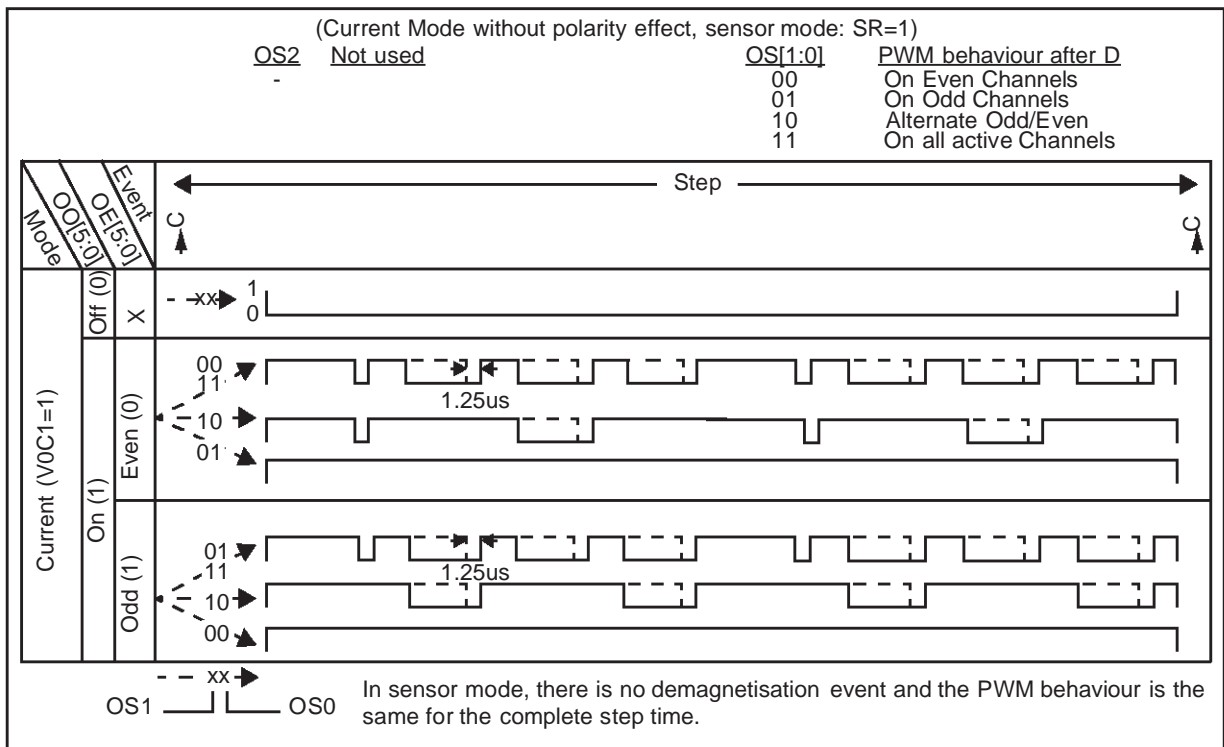 (Current Mode without polarity effect, sensor mode: SR=1)
OS2 Not used OS[1:0] PWM behaviour after D
- 00 On Even Channels
01 On Odd Channels
10 Alternate Odd/Even
11 On all active Channels
Mode
OO[5:0]
OE[5:0]
Event
Step
C
C
Current (V0C1=1)
Off (0)
X
xx
1
0
On (1)
Even (0)
00
11
1.25us
10
01
Odd (1)
01
11
1.25us
10
00
xx
OS1 OS0
In sensor mode, there is no demagnetisation event and the PWM behaviour is the
same for the complete step time.